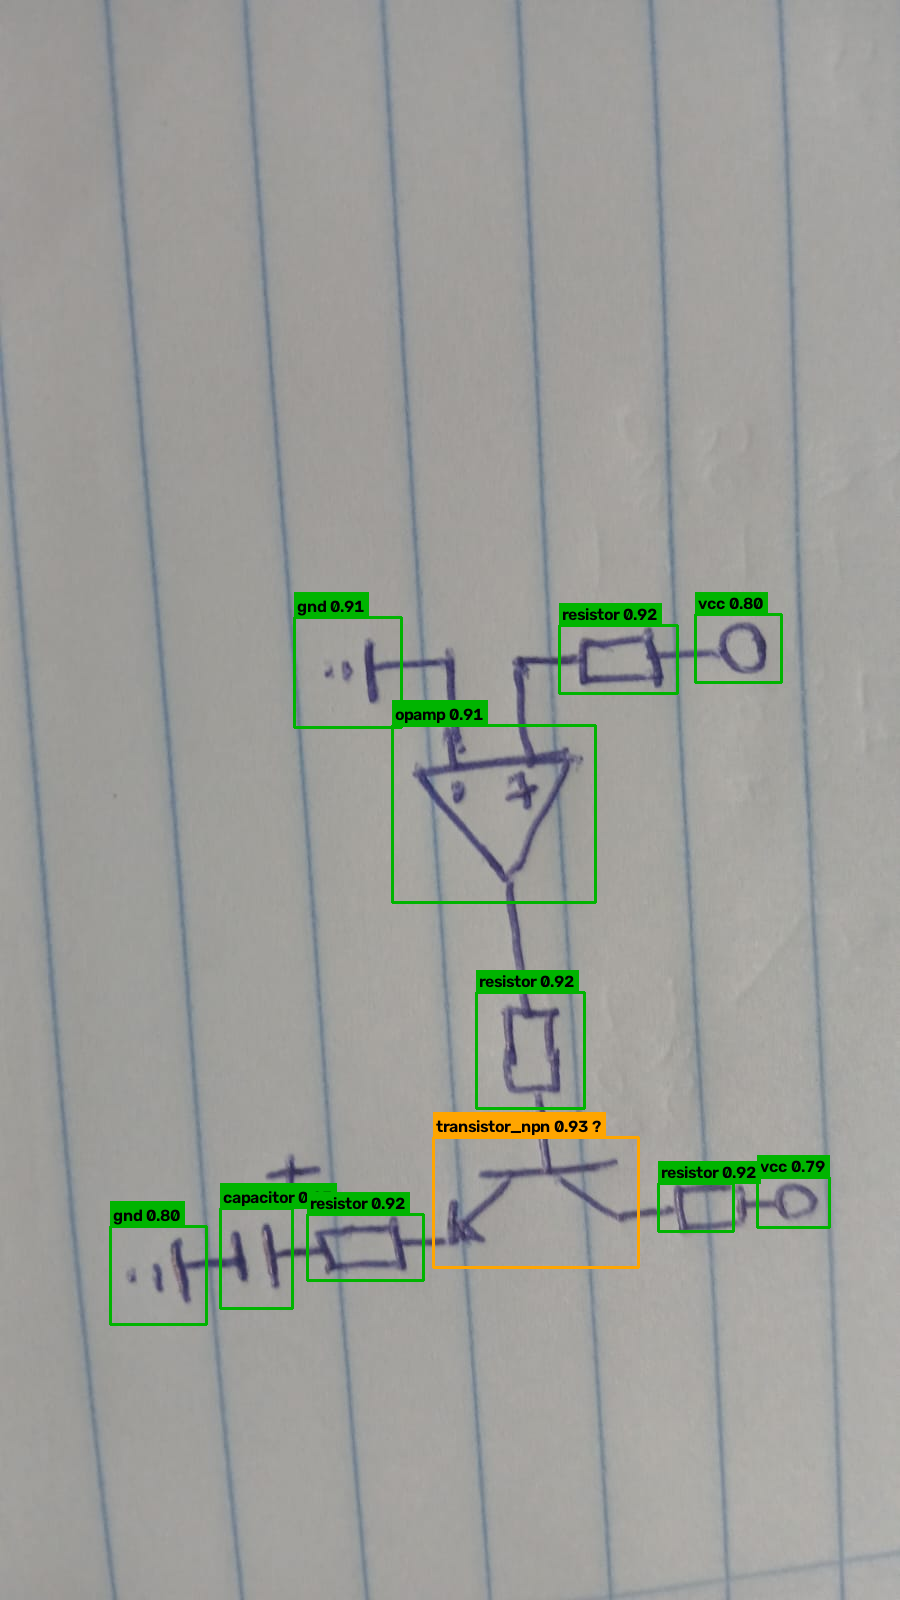 gnd 0.91
resistor 0.92
vcc 0.80
opamp 0.91
+
resistor 0.92
transistor_npn 0.93 ?
+
resistor 0.92
vcc 0.79
capacitor 0.
resistor 0.92
gnd 0.80